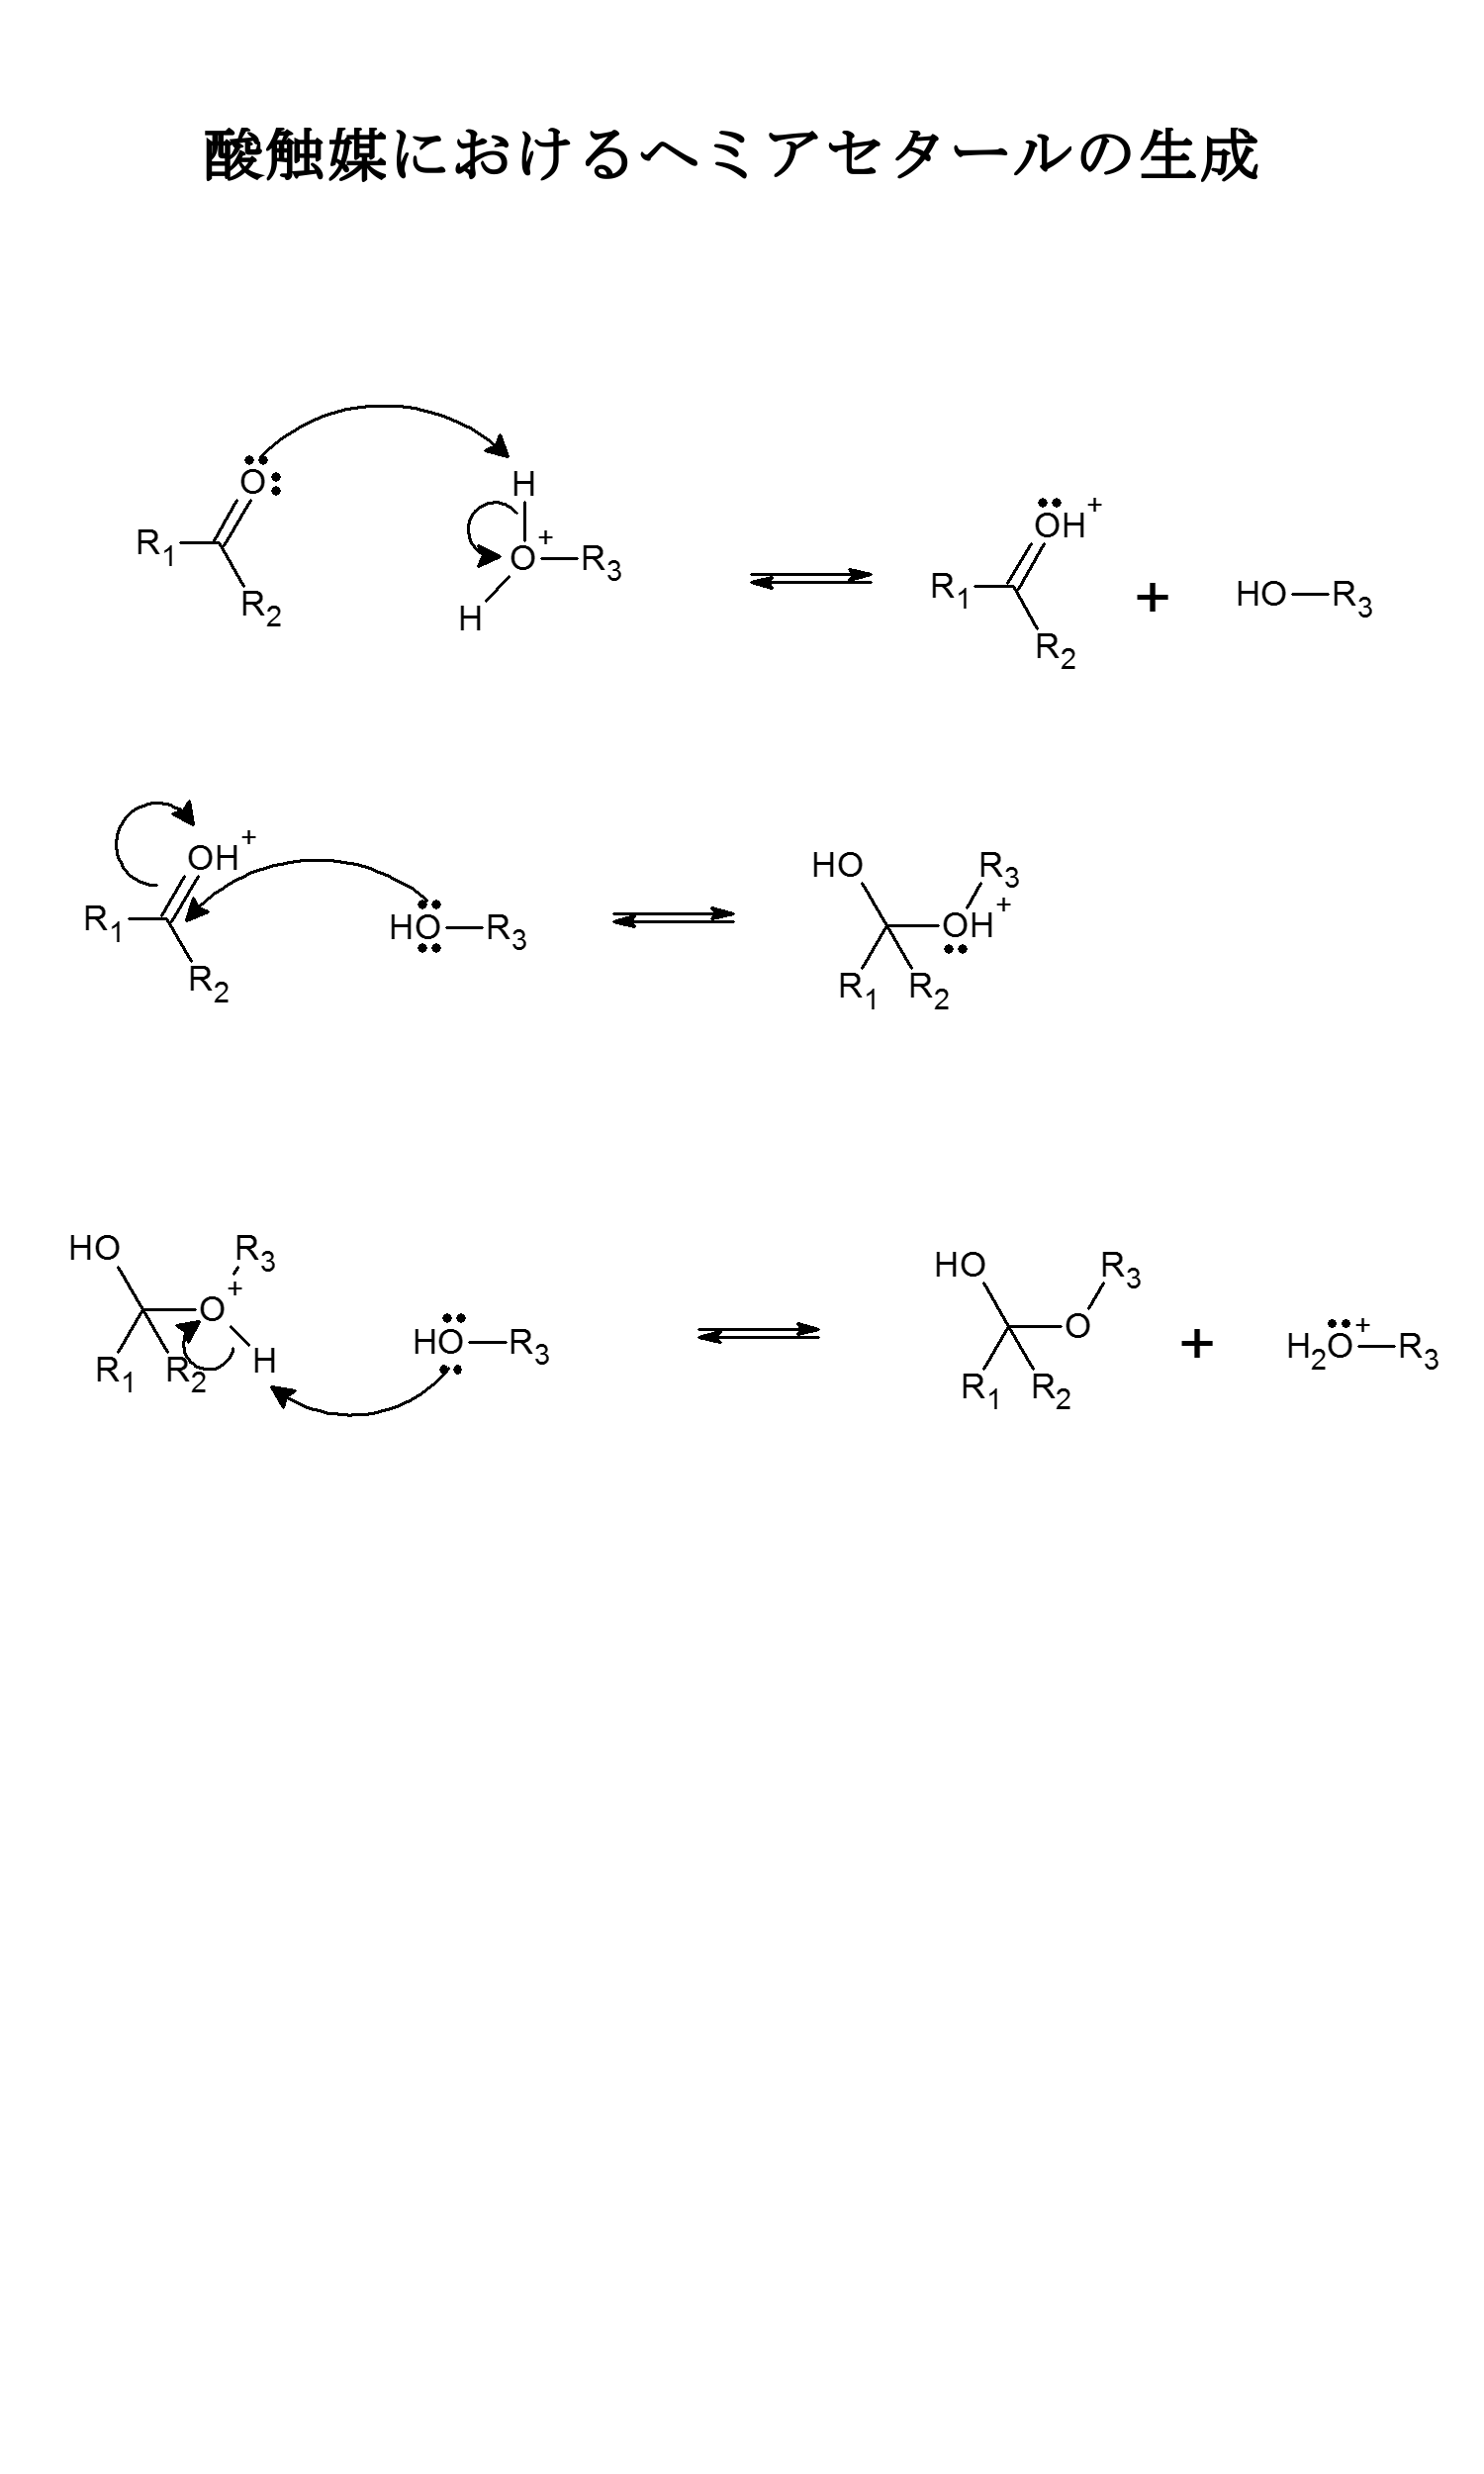 酸触媒におけるヘミアセタールの生成
O H
R₁ O⁺ R₃ OH⁺
R₂ H R₁ + HO R₃
R₂
OH⁺ HO R₃
R₁ HO R₃ OH⁺
R₂ R₁ R₂
HO R₃ HO R₃
O⁺ HO R₃ O + H₂O⁺ R₃
R₁ R₂ H R₁ R₂